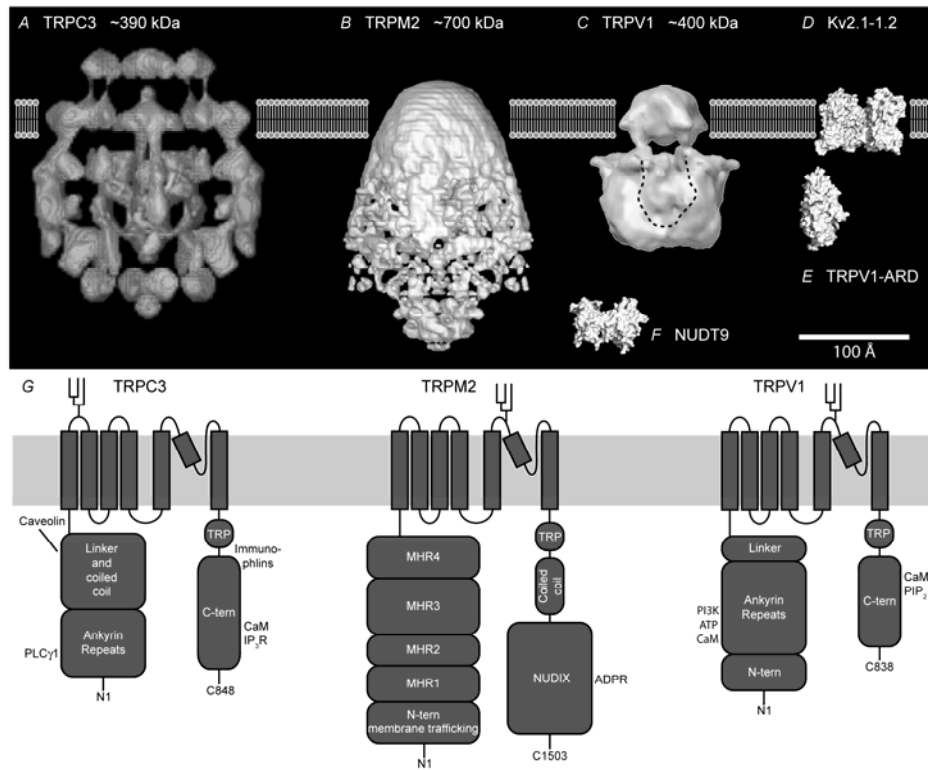 A TRPC3 ~390 kDa
B TRPM2 ~700 kDa
C TRPV1 ~400 kDa
D Kv2.1-1.2
E TRPV1-ARD
F NUDT9
100 Å
G
TRPC3
TRPM2
TRPV1
Caveolin
Linker
and
coiled
coil
Ankyrin
Repeats
PLCγ1
N1
TRP
Immuno-
phlins
C-tern
CaM
IP3R
C848
MHR4
MHR3
MHR2
MHR1
N-tern
membrane trafficking
N1
TRP
Coiled
coil
NUDIX
ADPR
C1503
Linker
Ankyrin
Repeats
PI3K
ATP
CaM
N-tern
N1
TRP
C-tern
CaM
PIP2
C838